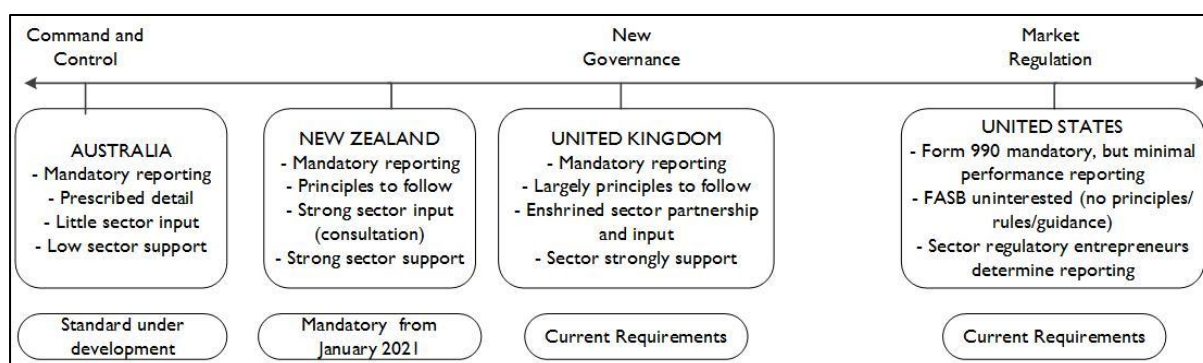 Command and
Control
New
Governance
Market
Regulation
AUSTRALIA
- Mandatory reporting
- Prescribed detail
- Little sector input
- Low sector support
NEW ZEALAND
- Mandatory reporting
- Principles to follow
- Strong sector input
(consultation)
- Strong sector support
UNITED KINGDOM
- Mandatory reporting
- Largely principles to follow
- Enshrined sector partnership
and input
- Sector strongly support
UNITED STATES
- Form 990 mandatory, but minimal
performance reporting
- FASB uninterested (no principles/
rules/guidance)
- Sector regulatory entrepreneurs
determine reporting
Standard under
development
Mandatory from
January 2021
Current Requirements
Current Requirements